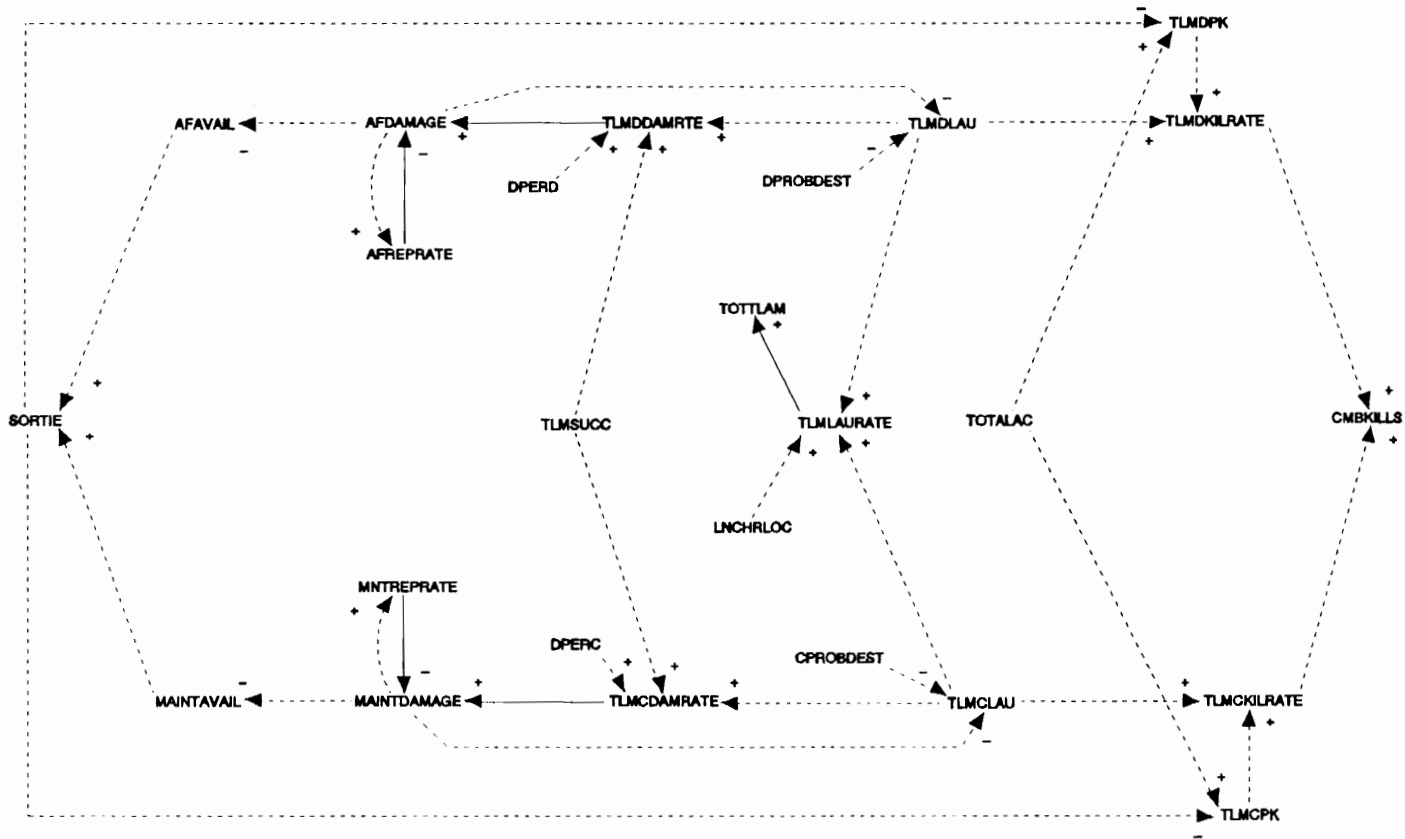 TLMDPK
AFAVAIL
AFDAMAGE
TLMDDAMRTE
TLMDLAU
TLMDKILRATE
DPERD
DPROBDEST
AFREPRATE
TOTTLAM
SORTIE
TLMSUCC
TLMLAURATE
TOTALAC
CMBKILLS
LNCHRLOC
MNTREPRATE
DPERC
CPROBDEST
MAINTAVAIL
MAINTDAMAGE
TLMCDAMRATE
TLMCLAU
TLMCKILRATE
TLMCPK